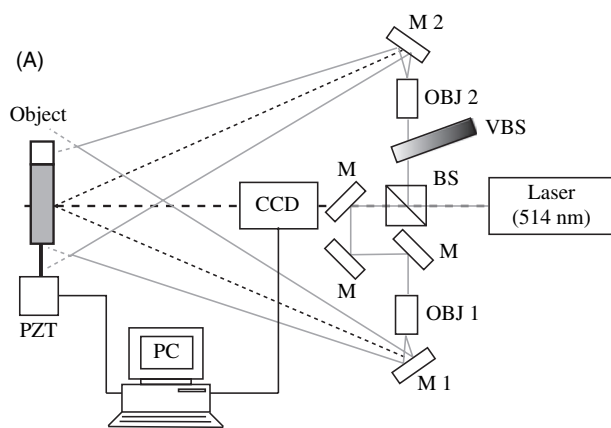 M 2
(A)
OBJ 2
Object
VBS
M
BS
CCD
Laser
(514 nm)
M
M
OBJ 1
PZT
PC
M 1